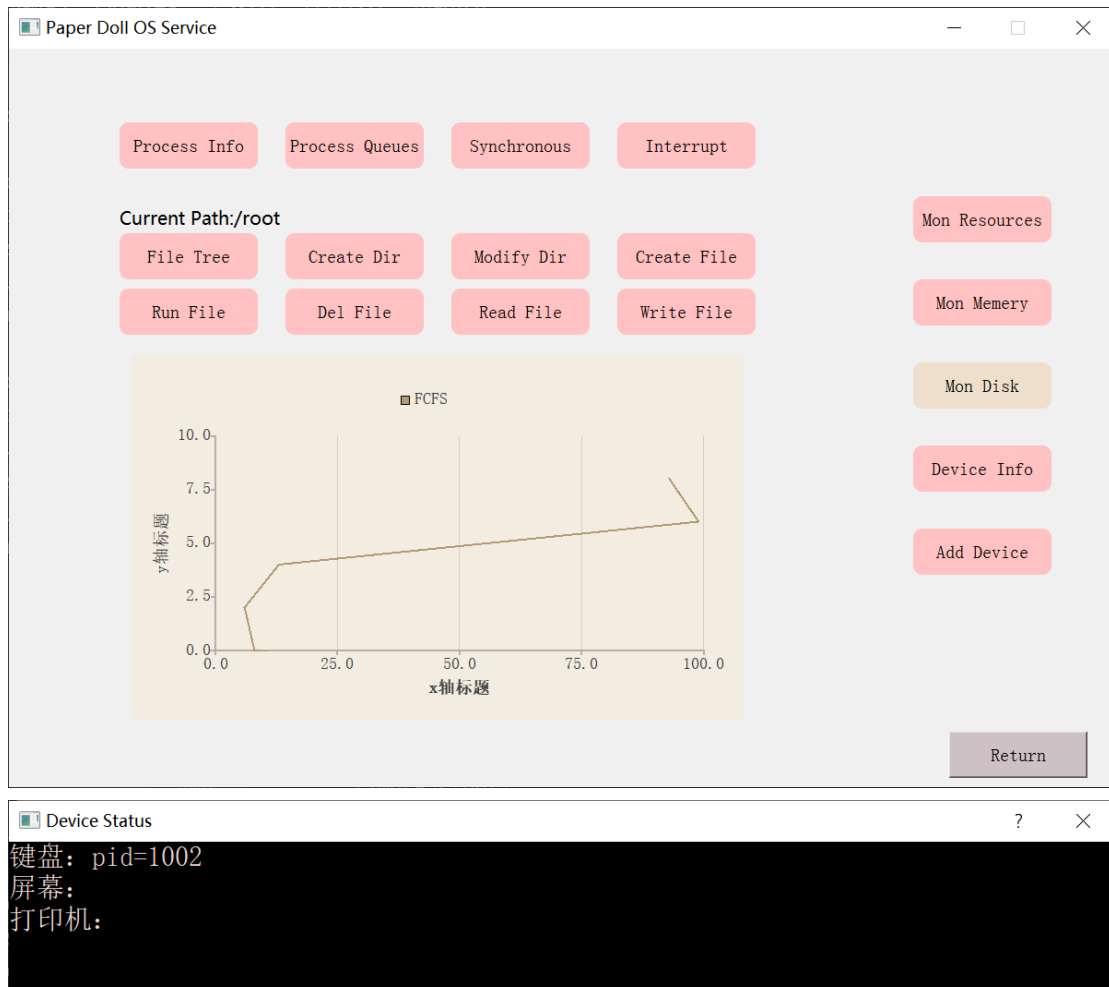 Paper Doll OS Service
Process Info Process Queues Synchronous Interrupt
Current Path:/root
Mon Resources
File Tree Create Dir Modify Dir Create File
Run File Del File Read File Write File
Mon Memery
Mon Disk
FCFS
10.0
7.5
5.0
2.5
0.0
y轴标题
0.0 25.0 50.0 75.0 100.0
x轴标题
Device Info
Add Device
Return
Device Status
键盘: pid=1002
屏幕:
打印机: